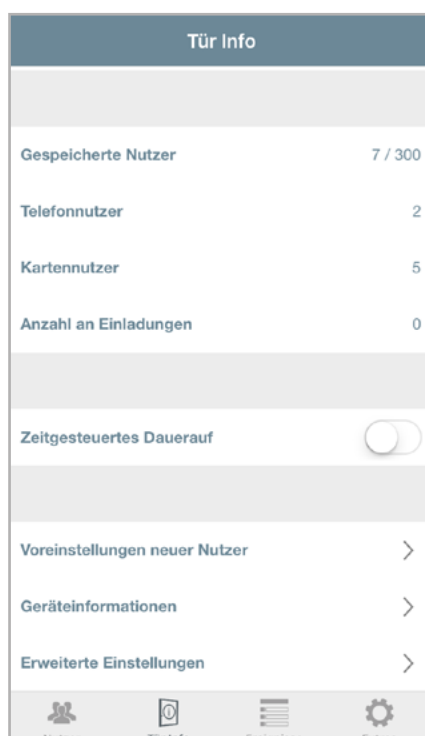 Tür Info
Gespeicherte Nutzer 7 / 300
Telefonnutzer 2
Kartennutzer 5
Anzahl an Einladungen 0
Zeitgesteuertes Dauerauf
Voreinstellungen neuer Nutzer
Geräteinformationen
Erweiterte Einstellungen